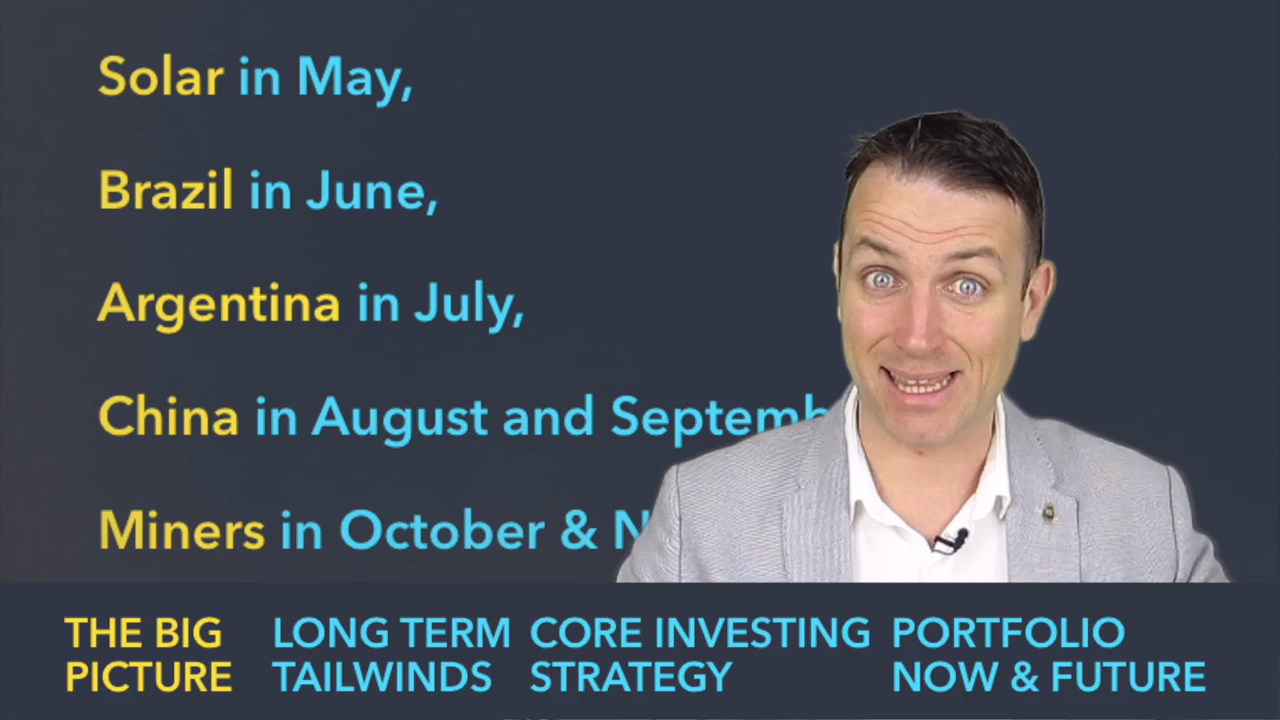 Solar in May,
Brazil in June,
Argentina in July,
China in August and
Miners in October &
THE BIG PICTURE
LONG TERM TAILWINDS
CORE INVESTING STRATEGY
PORTFOLIO NOW & FUTURE